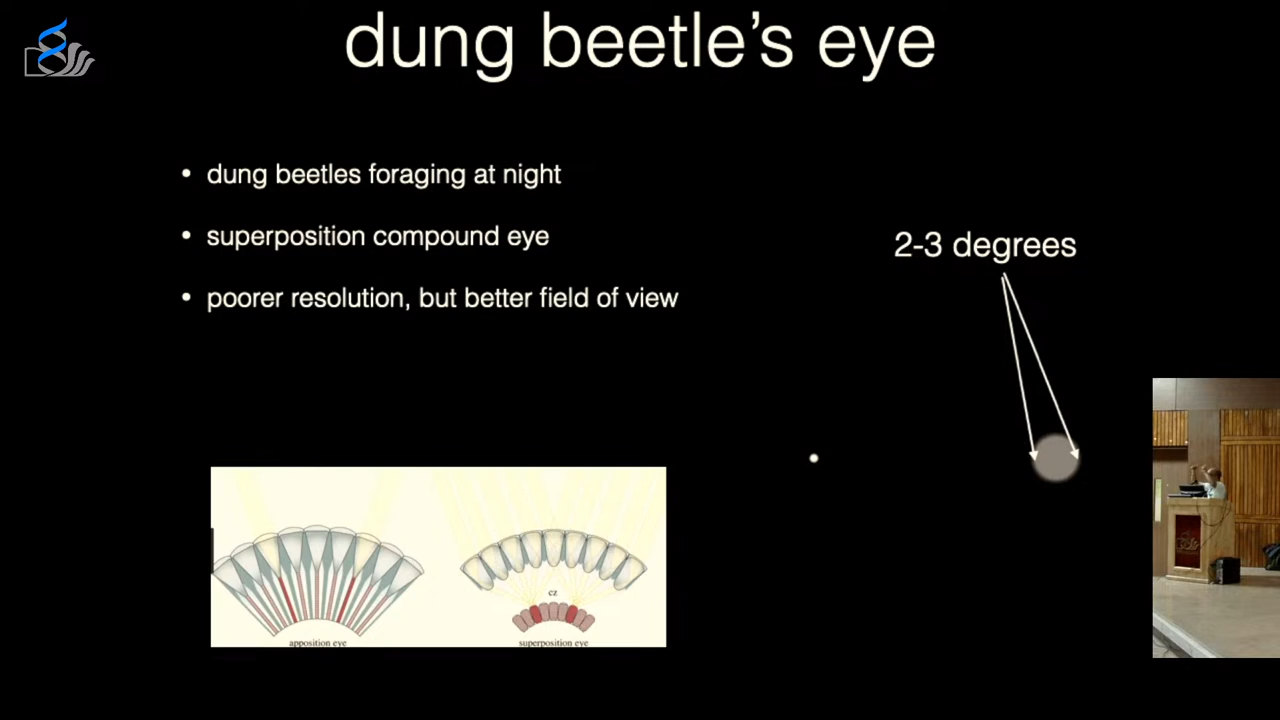 dung beetle's eye
• dung beetles foraging at night
• superposition compound eye
• poorer resolution, but better field of view
2-3 degrees
cz
apposition eye
superposition eye